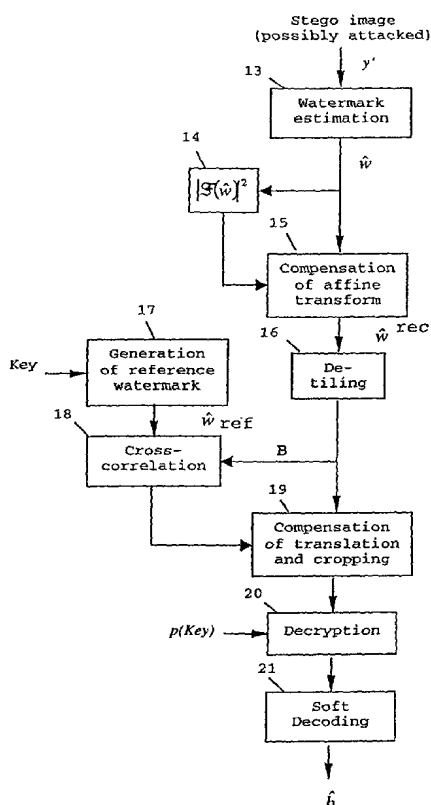 Stego image
(possibly attacked)
y'
13
Watermark
estimation
ŵ
14
|𝔉(ŵ)|²
15
Compensation
of affine
transform
17
Generation
of reference
watermark
Key
16
ŵ rec
De-
tiling
18
ŵ ref
Cross-
correlation
B
19
Compensation
of translation
and cropping
20
p(Key)
Decryption
21
Soft
Decoding
b̂